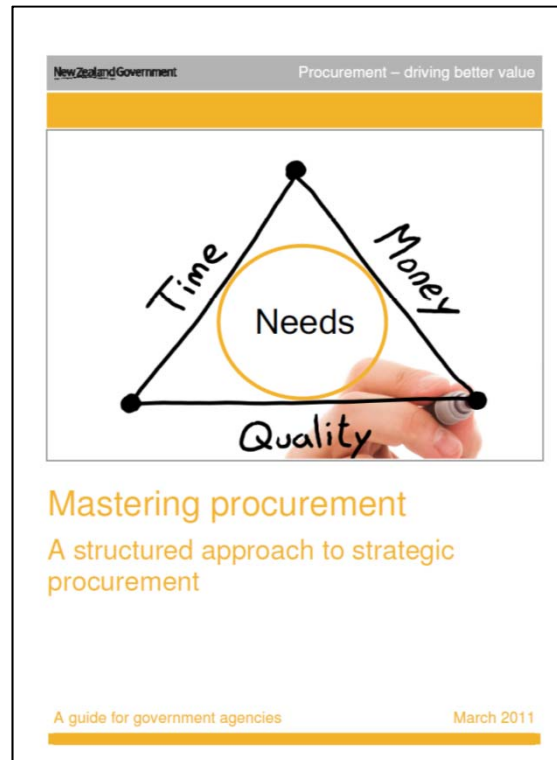 New Zealand Government
Procurement – driving better value
Time
Money
Needs
Quality
Mastering procurement
A structured approach to strategic
procurement
A guide for government agencies
March 2011